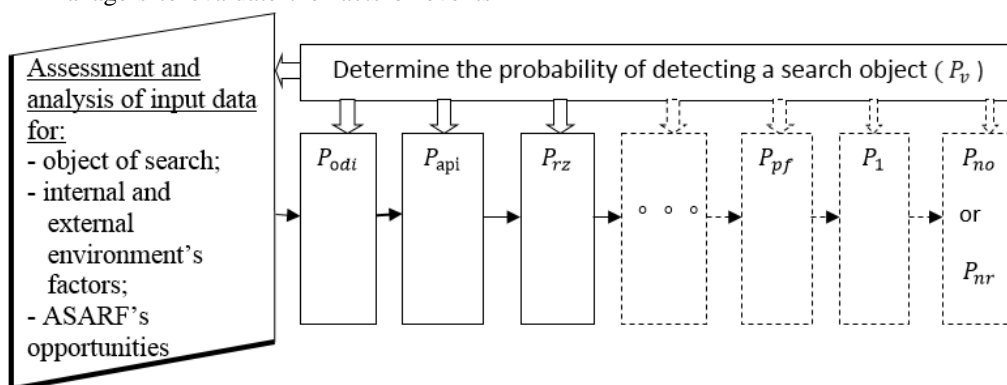 Determine the probability of detecting a search object ( P_v )
Assessment and
analysis of input data
for:
- object of search;
- internal and
external
environment's
factors;
- ASARF's
opportunities
P_odi
P_api
P_rz
° ° °
P_pf
P_1
P_no
or
P_nr